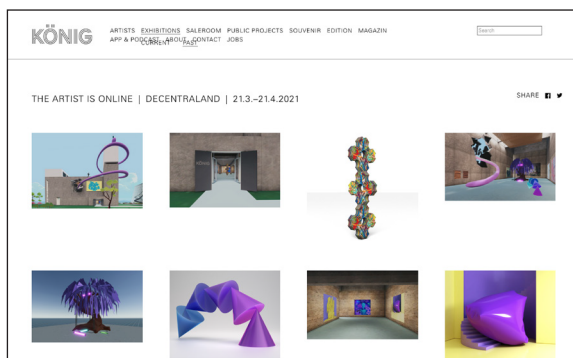 KÖNIG
ARTISTS EXHIBITIONS SALEROOM PUBLIC PROJECTS SOUVENIR EDITION MAGAZIN
APP & PODCAST ABOUT CONTACT JOBS
CURRENT PAST
Search
THE ARTIST IS ONLINE | DECENTRALAND | 21.3.–21.4.2021
SHARE